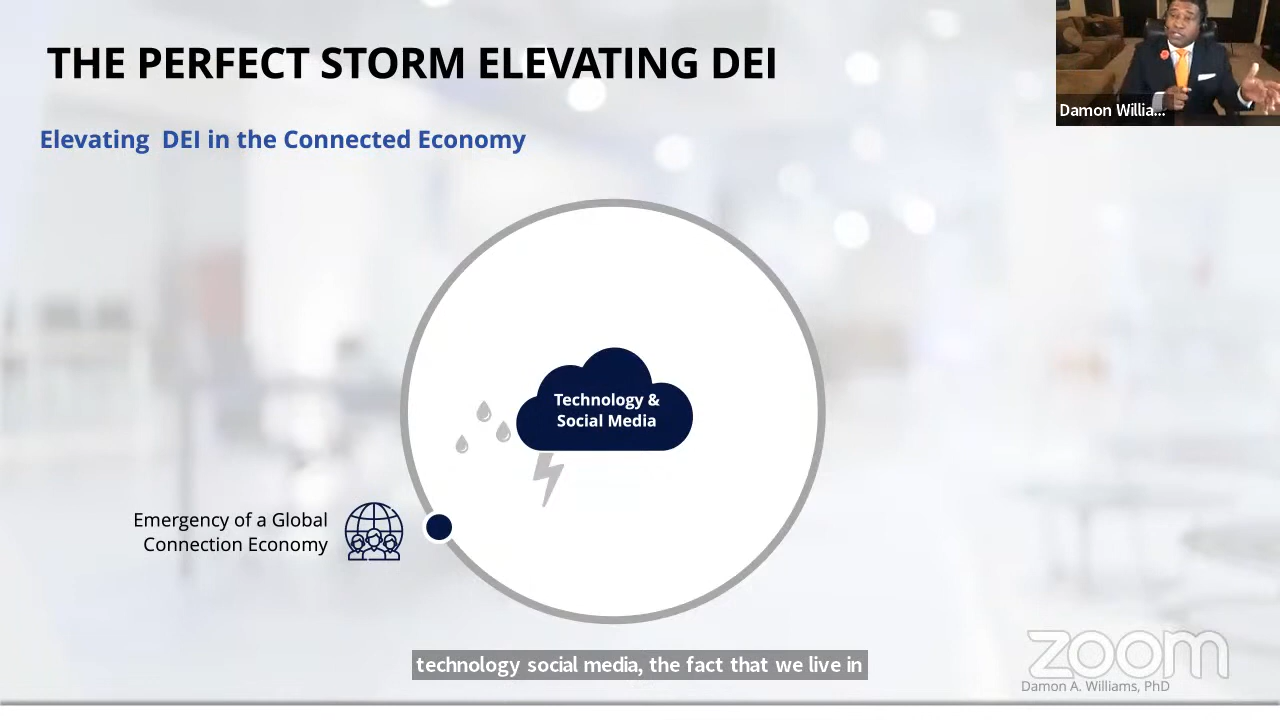 THE PERFECT STORM ELEVATING DEI
Elevating DEI in the Connected Economy
Damon Willia...
Technology &
Social Media
Emergency of a Global
Connection Economy
technology social media, the fact that we live in
zoom
Damon A. Williams, PhD